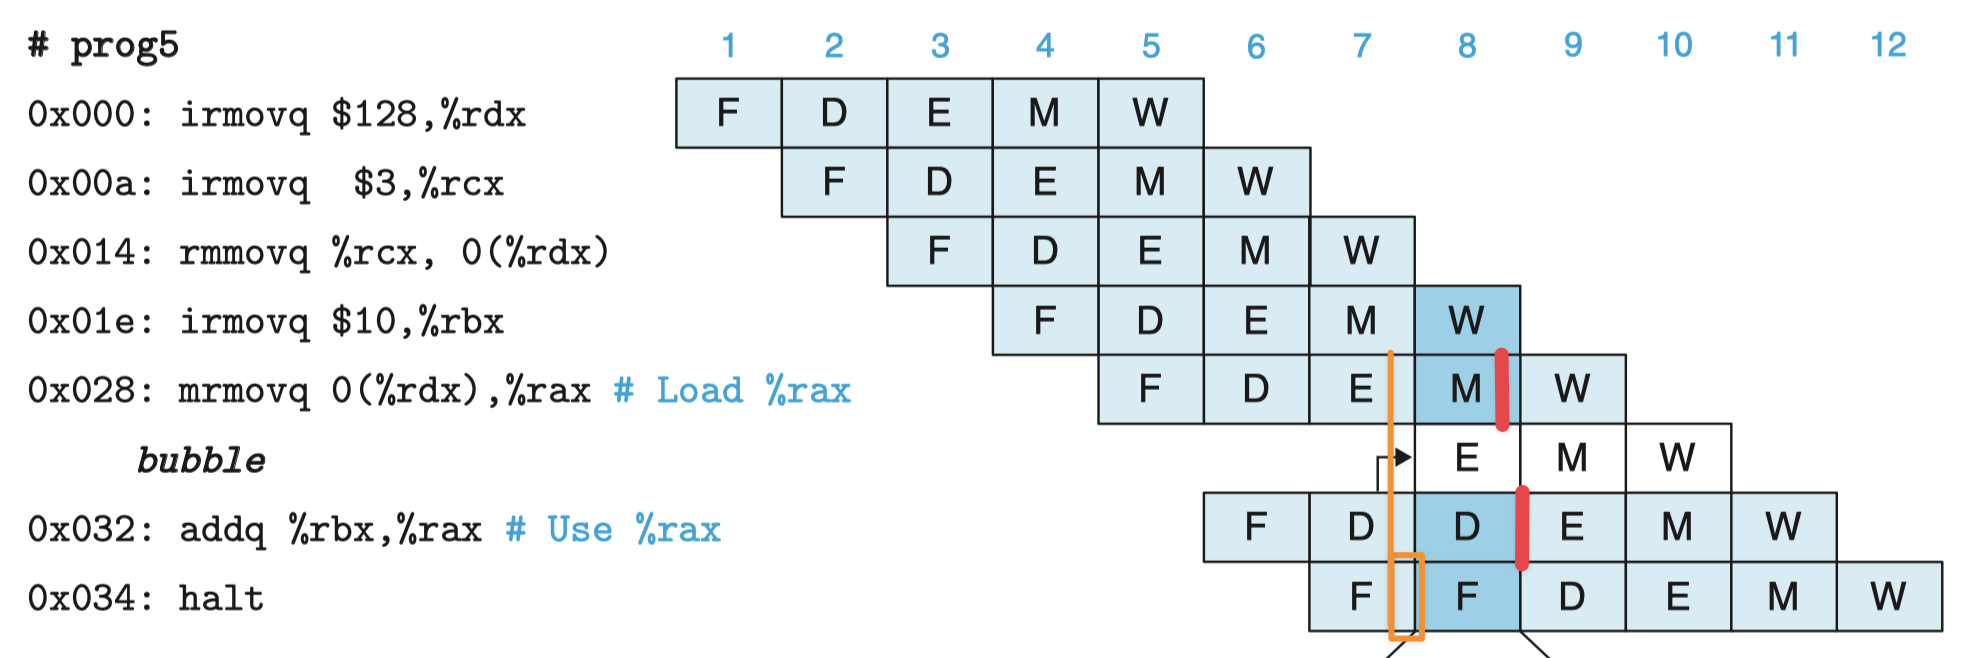 # prog5 1 2 3 4 5 6 7 8 9 10 11 12
0x000: irmovq $128,%rdx F D E M W
0x00a: irmovq $3,%rcx F D E M W
0x014: rmmovq %rcx, 0(%rdx) F D E M W
0x01e: irmovq $10,%rbx F D E M W
0x028: mrmovq 0(%rdx),%rax # Load %rax F D E M W
bubble E M W
0x032: addq %rbx,%rax # Use %rax F D D E M W
0x034: halt F F D E M W